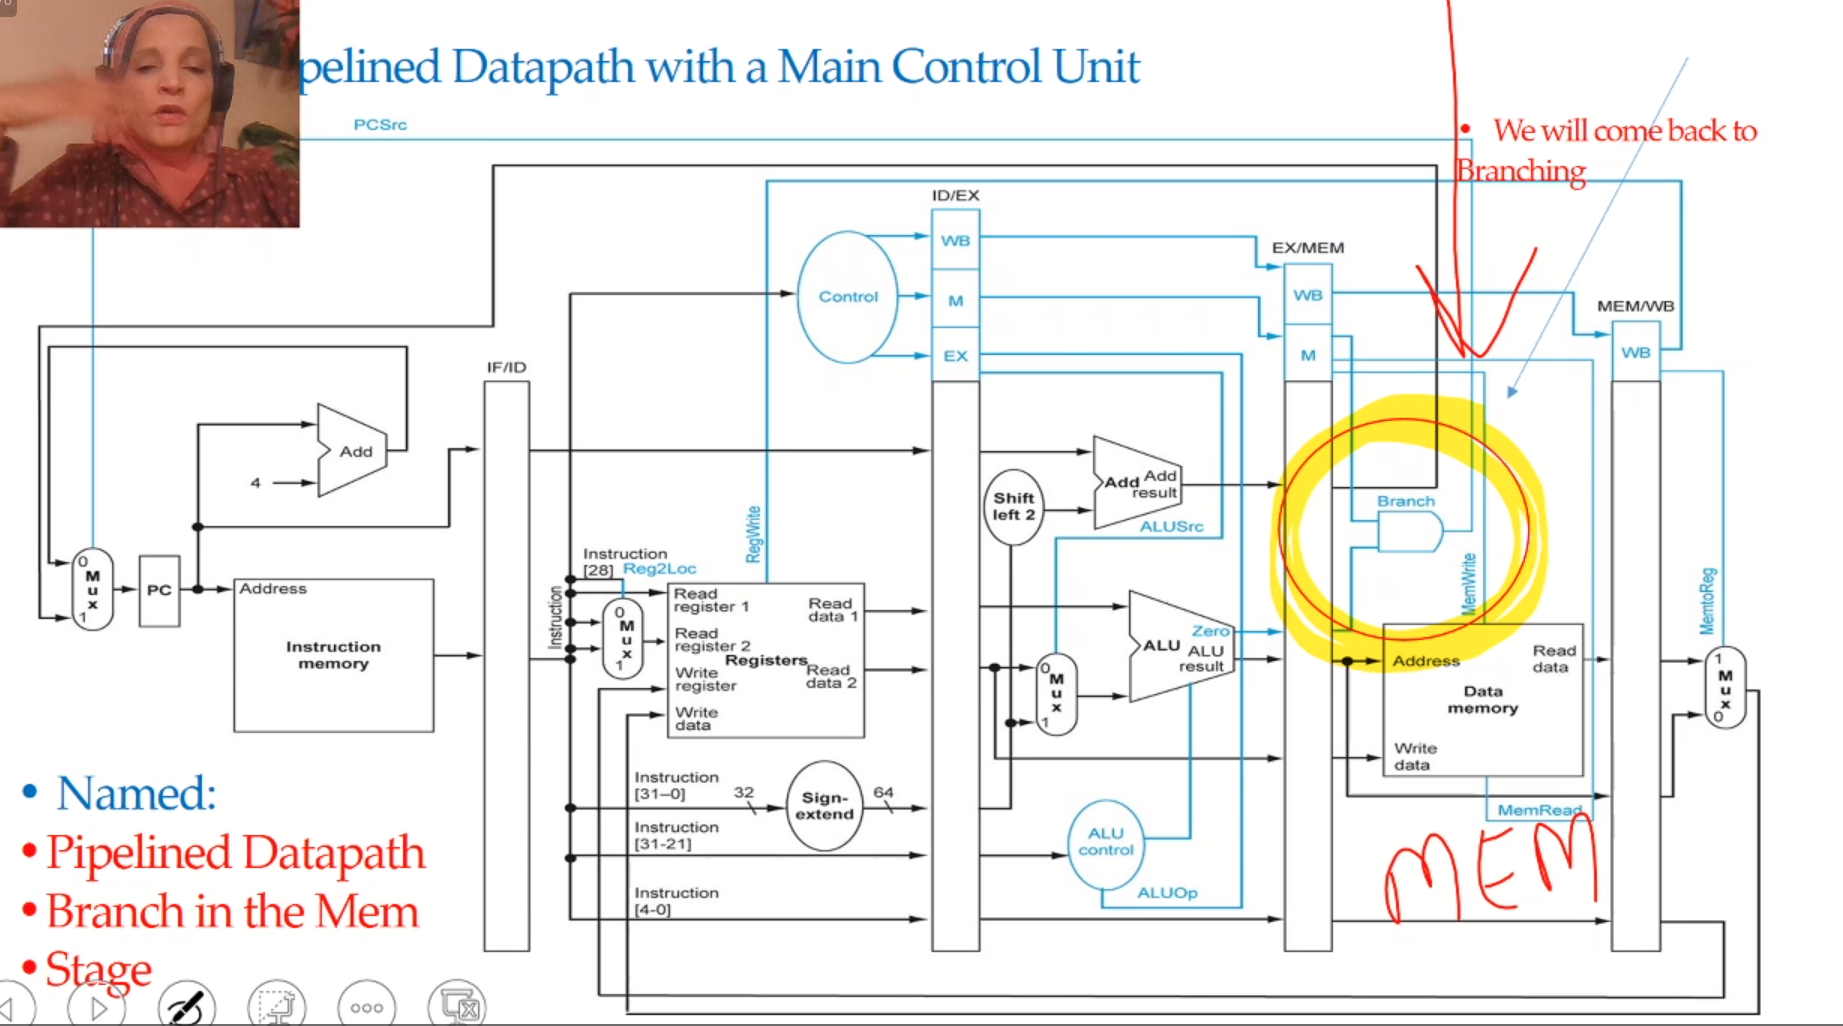 pelined Datapath with a Main Control Unit
PCSrc
• We will come back to
Branching
ID/EX
WB
EX/MEM
Control
M
WB
MEM/WB
EX
M
WB
IF/ID
Add
4
Shift
left 2
Add
Add
result
ALUSrc
Branch
RegWrite
MemWrite
MemtoReg
Instruction
[28]
Reg2Loc
0
Mux
1
PC
Address
Instruction
memory
Instruction
0
Mux
1
Read
register 1
Read
register 2
Write
register
Write
data
Registers
Read
data 1
Read
data 2
0
Mux
1
Zero
ALU
ALU
result
Address
Read
data
Data
memory
Write
data
MemRead
1
Mux
0
Instruction
[31–0]
32
Sign-
extend
64
Instruction
[31-21]
ALU
control
ALUOp
Instruction
[4-0]
MEM
• Named:
• Pipelined Datapath
• Branch in the Mem
• Stage